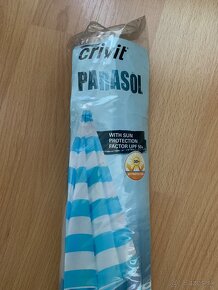 crivit
PARASOL
WITH SUN
PROTECTION
FACTOR UPF 50+